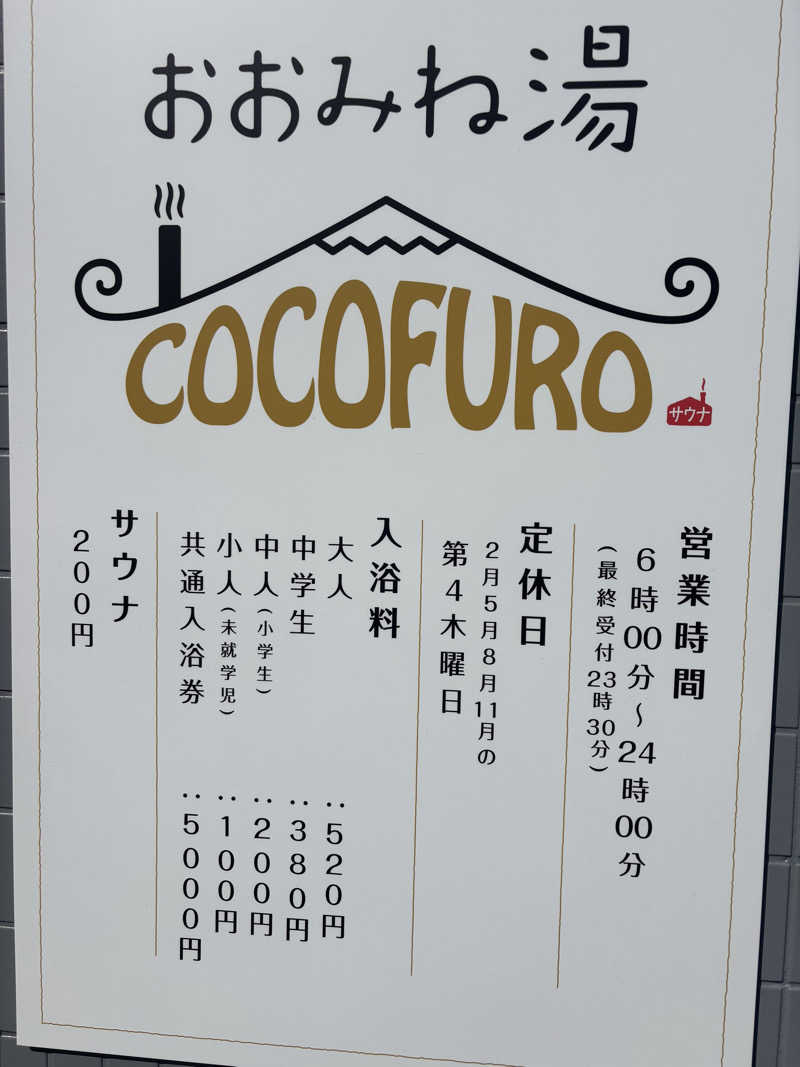 おおみね湯
COCOFURO
サウナ
営業時間
6時00分〜24時00分
(最終受付23時30分)
定休日
2月5月8月11月の
第4木曜日
入浴料
大人‥520円
中学生‥380円
中人(小学生)‥200円
小人(未就学児)‥100円
共通入浴券‥5000円
サウナ
200円